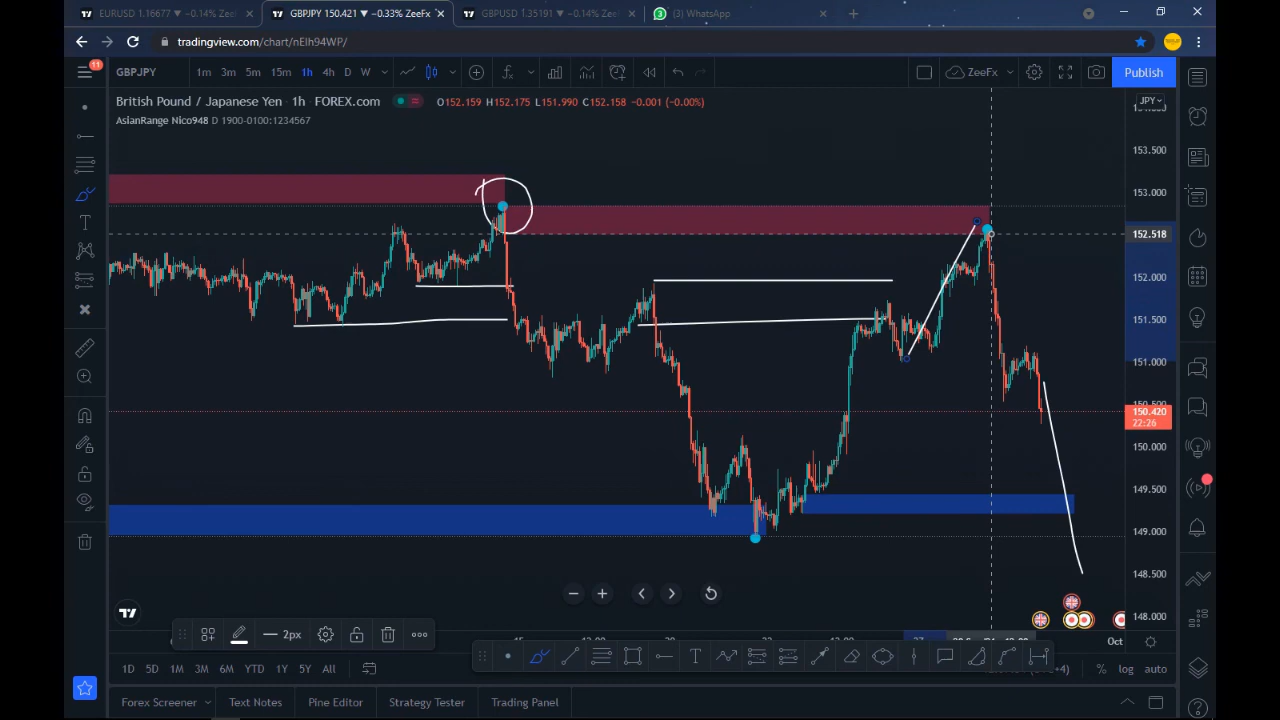 EURUSD 1.16677 ▼ −0.14% ZeeF
GBPJPY 150.421 ▼ −0.33% ZeeFx
GBPUSD 1.35191 ▼ −0.14% ZeeF
(3) WhatsApp
tradingview.com/chart/nElh94WP/
11
GBPJPY
1m 3m 5m 15m 1h 4h D W
ZeeFx
Publish
British Pound / Japanese Yen · 1h · FOREX.com
O152.159 H152.175 L151.990 C152.158 −0.001 (−0.00%)
AsianRange Nico948 D 1900-0100:1234567
JPY
153.500
153.000
152.518
152.000
151.500
151.000
150.420
22:26
150.000
149.500
149.000
148.500
148.000
2px
Oct
1D 5D 1M 3M 6M YTD 1Y 5Y All
% log auto
Forex Screener Text Notes Pine Editor Strategy Tester Trading Panel